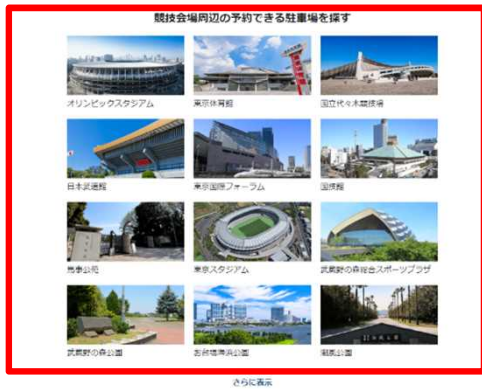 競技会場周辺の予約できる駐車場を探す
オリンピックスタジアム
東京体育館
国立代々木競技場
日本武道館
東京国際フォーラム
国技館
馬事公苑
東京スタジアム
武蔵野の森総合スポーツプラザ
武蔵野の森公園
お台場海浜公園
潮風公園
さらに表示